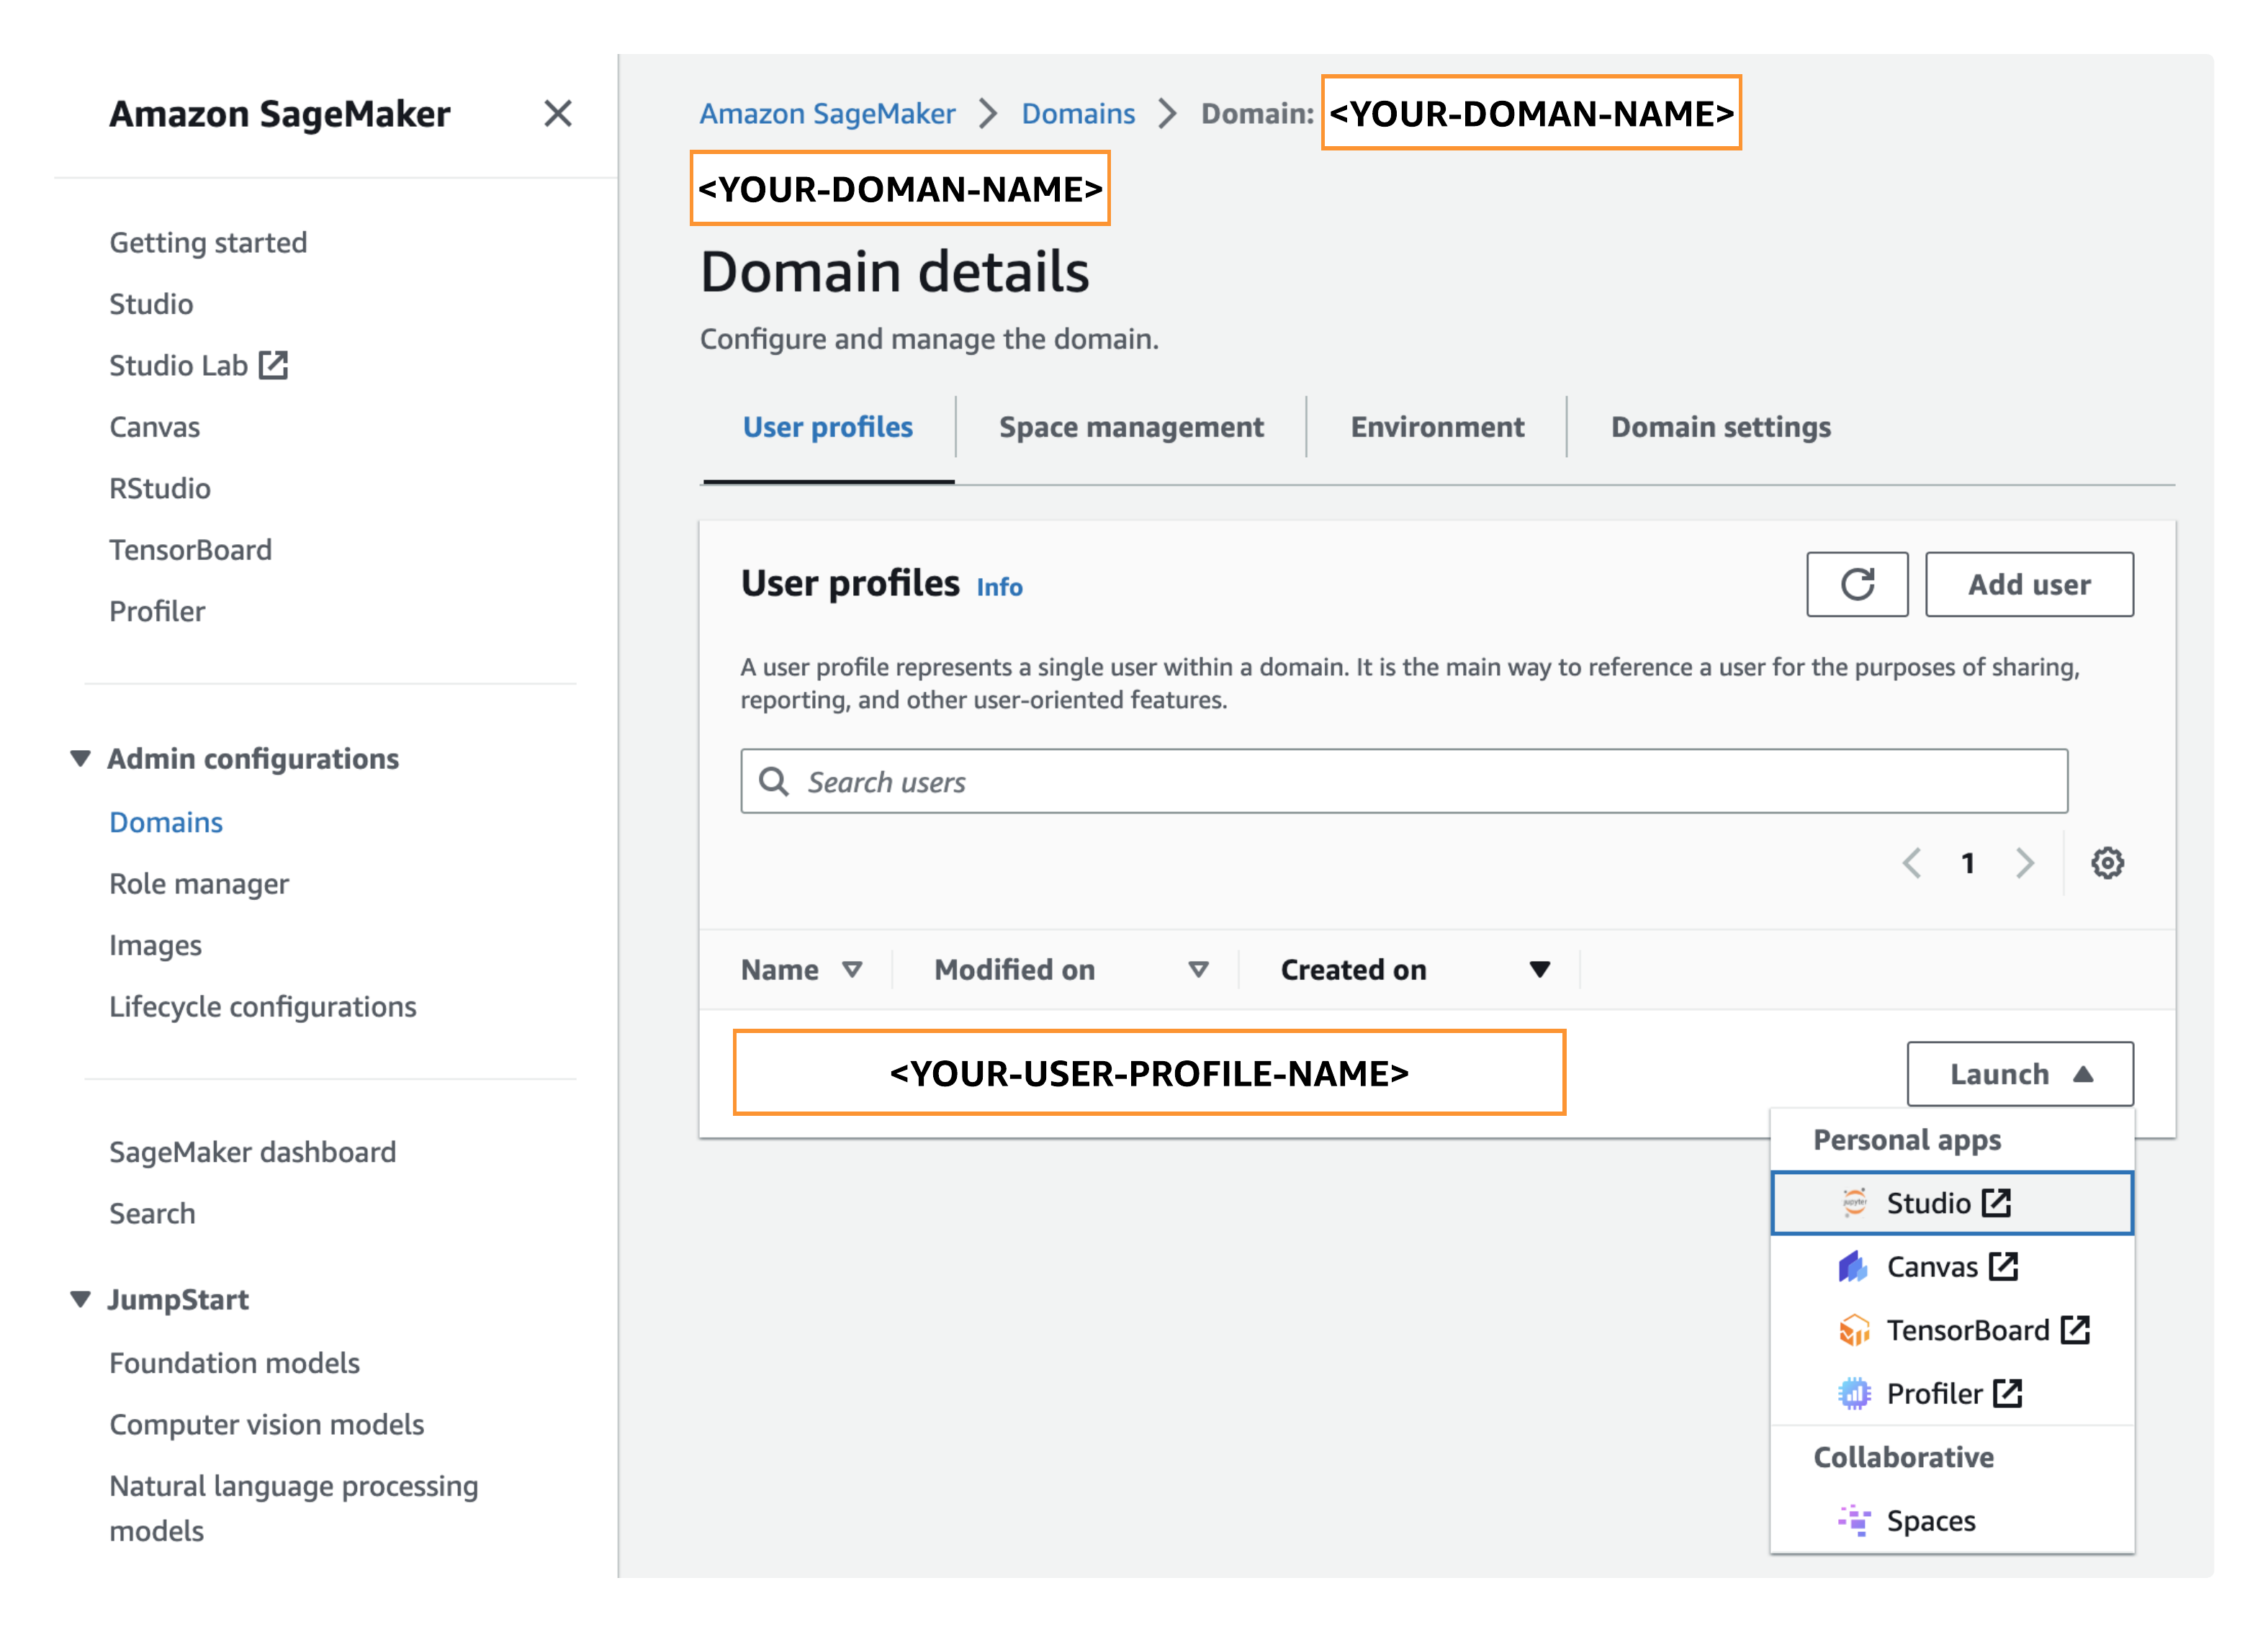 Amazon SageMaker
Getting started
Studio
Studio Lab
Canvas
RStudio
TensorBoard
Profiler
Admin configurations
Domains
Role manager
Images
Lifecycle configurations
SageMaker dashboard
Search
JumpStart
Foundation models
Computer vision models
Natural language processing
models
Amazon SageMaker > Domains > Domain: <YOUR-DOMAN-NAME>
<YOUR-DOMAN-NAME>
Domain details
Configure and manage the domain.
User profiles Space management Environment Domain settings
User profiles Info Add user
A user profile represents a single user within a domain. It is the main way to reference a user for the purposes of sharing,
reporting, and other user-oriented features.
Search users
1
Name Modified on Created on
<YOUR-USER-PROFILE-NAME> Launch
Personal apps
Studio
Canvas
TensorBoard
Profiler
Collaborative
Spaces